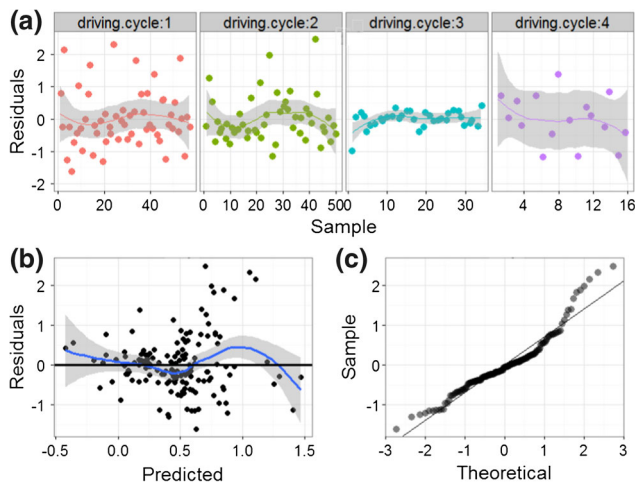 (a)
driving.cycle:1 driving.cycle:2 driving.cycle:3 driving.cycle:4
Residuals
2
1
0
-1
-2
0 20 40 0 10 20 30 40 50 0 10 20 30 4 8 12 16
Sample
(b)
Residuals
2
1
0
-1
-0.5 0.0 0.5 1.0 1.5
Predicted
(c)
Sample
2
1
0
-1
-3 -2 -1 0 1 2 3
Theoretical